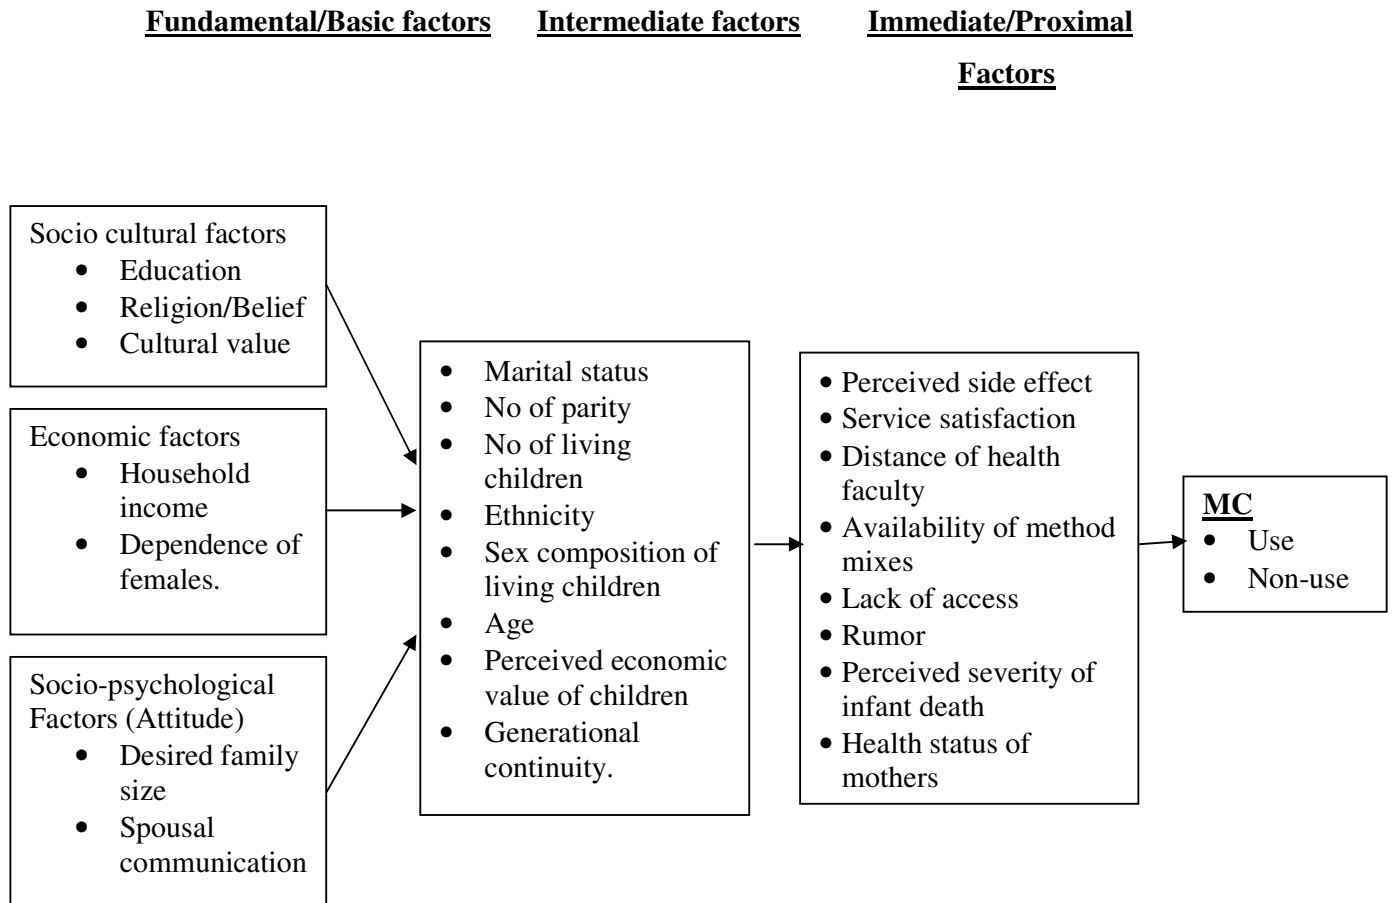 Fundamental/Basic factors Intermediate factors Immediate/Proximal
Factors
Socio cultural factors
• Education
• Religion/Belief
• Cultural value
Economic factors
• Household
income
• Dependence of
females.
Socio-psychological
Factors (Attitude)
• Desired family
size
• Spousal
communication
• Marital status
• No of parity
• No of living
children
• Ethnicity
• Sex composition of
living children
• Age
• Perceived economic
value of children
• Generational
continuity.
• Perceived side effect
• Service satisfaction
• Distance of health
faculty
• Availability of method
mixes
• Lack of access
• Rumor
• Perceived severity of
infant death
• Health status of
mothers
MC
• Use
• Non-use